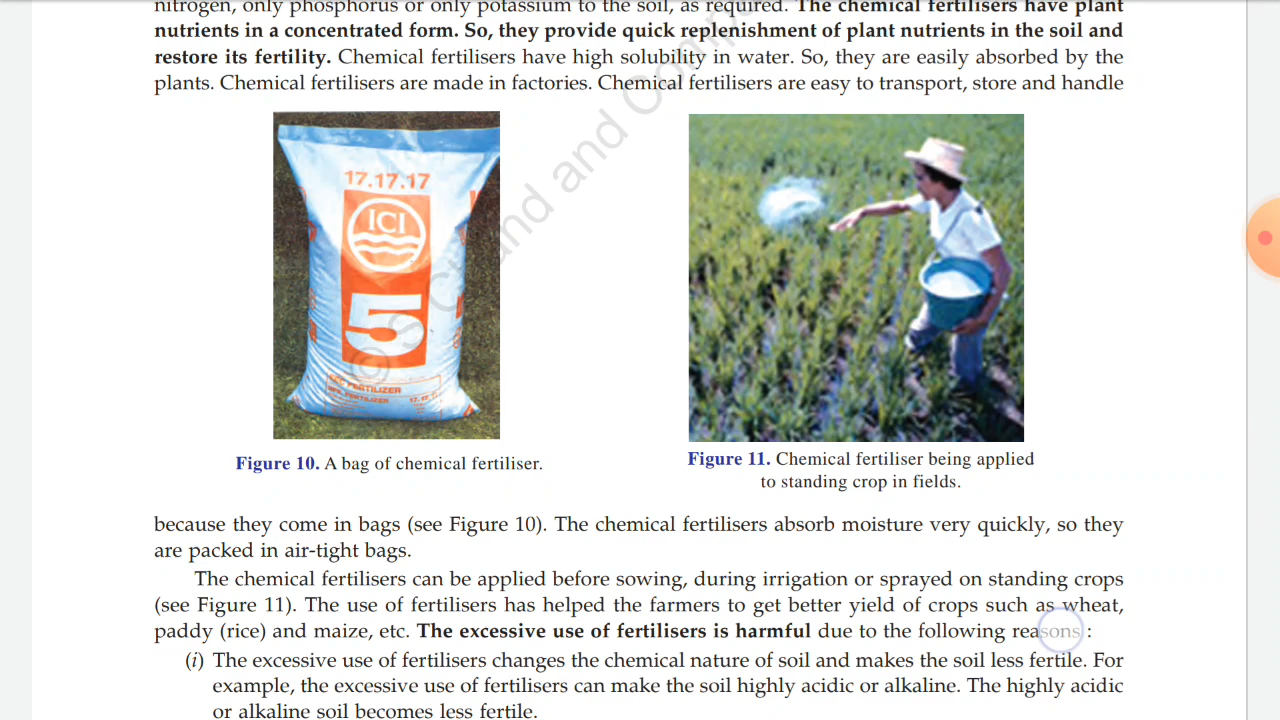 nitrogen, only phosphorus or only potassium to the soil, as required. The chemical fertilisers have plant
nutrients in a concentrated form. So, they provide quick replenishment of plant nutrients in the soil and
restore its fertility. Chemical fertilisers have high solubility in water. So, they are easily absorbed by the
plants. Chemical fertilisers are made in factories. Chemical fertilisers are easy to transport, store and handle
17.17.17
ICI
5
FERTILIZER
FERTILIZER 17.17.17
© S Chand and Company
Figure 10. A bag of chemical fertiliser.
Figure 11. Chemical fertiliser being applied
to standing crop in fields.
because they come in bags (see Figure 10). The chemical fertilisers absorb moisture very quickly, so they
are packed in air-tight bags.
The chemical fertilisers can be applied before sowing, during irrigation or sprayed on standing crops
(see Figure 11). The use of fertilisers has helped the farmers to get better yield of crops such as wheat,
paddy (rice) and maize, etc. The excessive use of fertilisers is harmful due to the following reasons :
(i) The excessive use of fertilisers changes the chemical nature of soil and makes the soil less fertile. For
example, the excessive use of fertilisers can make the soil highly acidic or alkaline. The highly acidic
or alkaline soil becomes less fertile.